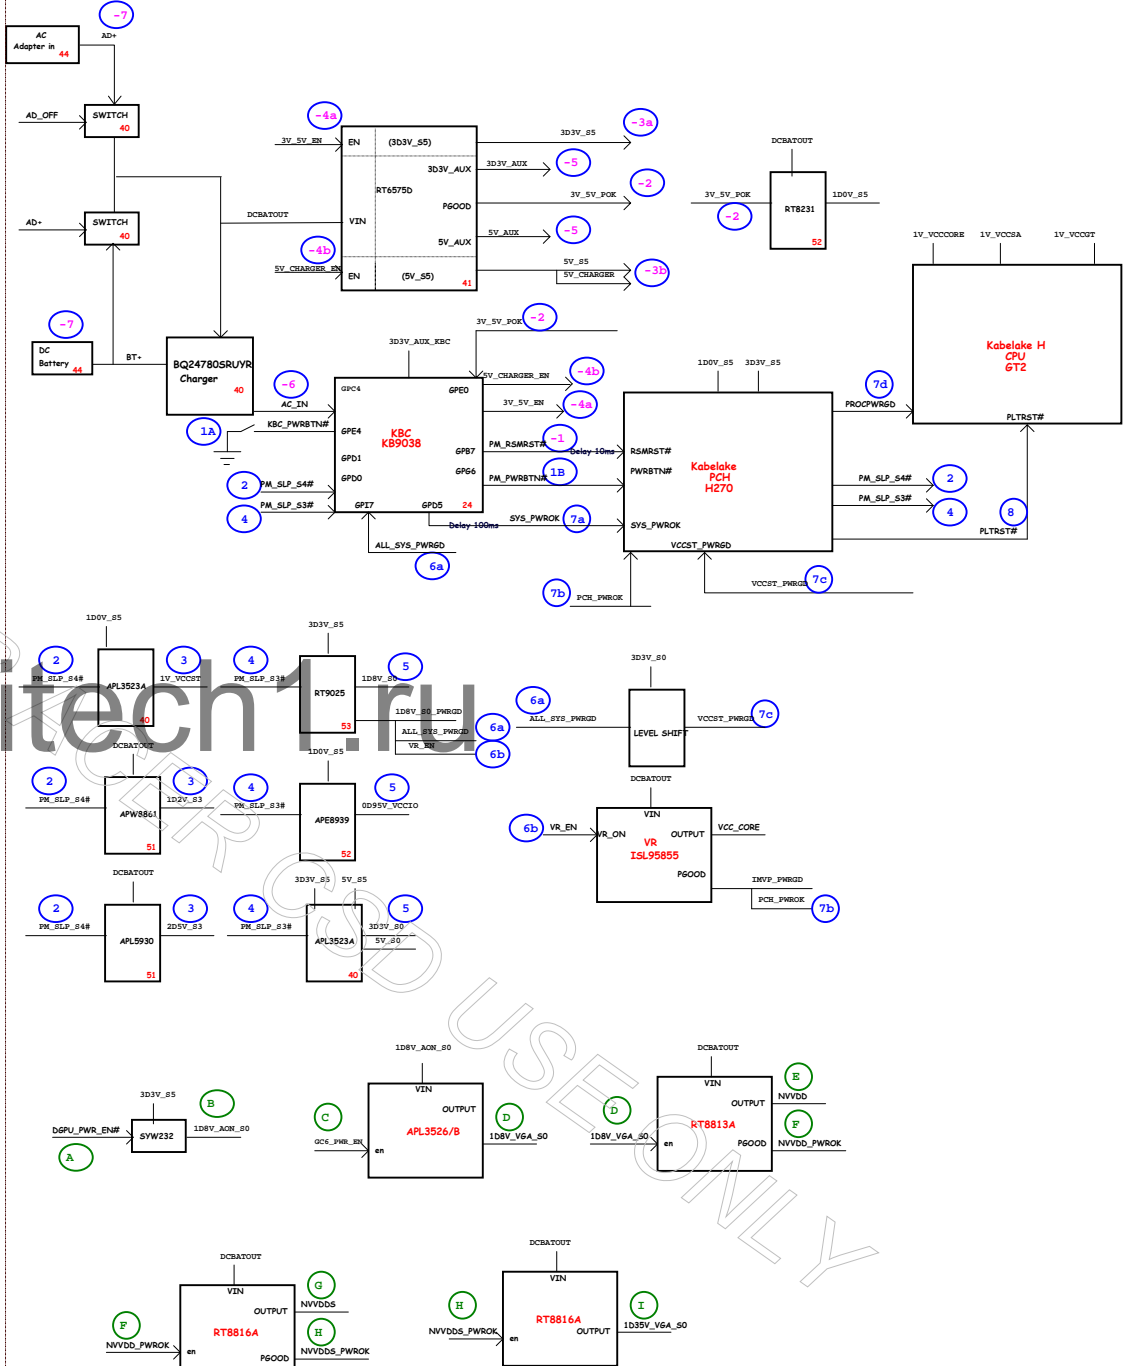 -7
AC
Adapter in
44
AD+
AD_OFF
SWITCH
40
AD+
SWITCH
40
-7
DC
Battery
44
BT+
BQ24780SRUYR
Charger
40
DCBATOUT
-4a
3V_5V_EN
EN
(3D3V_S5)
3D3V_S5
-3a
3D3V_AUX
3D3V_AUX
-5
RT6575D
PGOOD
3V_5V_POK
-2
VIN
5V_AUX
5V_AUX
-5
-4b
5V_CHARGER_EN
EN
(5V_S5)
41
5V_S5
5V_CHARGER
-3b
DCBATOUT
3V_5V_POK
-2
RT8231
52
1D0V_S5
1V_VCCCORE
1V_VCCSA
1V_VCCGT
Kabelake H
CPU
GT2
PLTRST#
3V_5V_POK
-2
3D3V_AUX_KBC
-6
AC_IN
1A
KBC_PWRBTN#
2
PM_SLP_S4#
4
PM_SLP_S3#
GPC4
GPE0
GPE4
KBC
KB9038
GPD1
GPB7
GPD0
GPG6
GPI7
GPD5
24
5V_CHARGER_EN
-4b
3V_5V_EN
-4a
PM_RSMRST#
-1
Delay 10ms
PM_PWRBTN#
1B
SYS_PWROK
7a
Delay 100ms
ALL_SYS_PWRGD
6a
1D0V_S5
3D3V_S5
RSMRST#
PWRBTN#
Kabelake
PCH
H270
SYS_PWROK
VCCST_PWRGD
7d
PROCPWRGD
PM_SLP_S4#
2
PM_SLP_S3#
4
8
PLTRST#
7b
PCH_PWROK
VCCST_PWRGD
7c
1D0V_S5
2
PM_SLP_S4#
APL3523A
40
3
1V_VCCST
3D3V_S5
4
PM_SLP_S3#
RT9025
53
5
1D8V_S0
1D8V_S0_PWRGD
ALL_SYS_PWRGD
6a
VR_EN
6b
3D3V_S0
6a
ALL_SYS_PWRGD
LEVEL SHIFT
VCCST_PWRGD
7c
itech1.ru
DCBATOUT
2
PM_SLP_S4#
APW8861
51
3
1D2V_S3
1D0V_S5
4
PM_SLP_S3#
APE8939
52
5
0D95V_VCCIO
DCBATOUT
VIN
6b
VR_EN
VR_ON
OUTPUT
VCC_CORE
VR
ISL95855
PGOOD
IMVP_PWRGD
PCH_PWROK
7b
DCBATOUT
2
PM_SLP_S4#
APL5930
51
3
2D5V_S3
3D3V_S5
5V_S5
4
PM_SLP_S3#
APL3523A
40
5
3D3V_S0
5V_S0
CSD USE ONLY
3D3V_S5
DGPU_PWR_EN#
A
SYW232
B
1D8V_AON_S0
1D8V_AON_S0
VIN
C
GC6_PWR_EN
en
OUTPUT
APL3526/B
D
1D8V_VGA_S0
DCBATOUT
VIN
D
1D8V_VGA_S0
en
OUTPUT
RT8813A
PGOOD
E
NVVDD
F
NVVDD_PWROK
DCBATOUT
VIN
F
NVVDD_PWROK
en
OUTPUT
RT8816A
PGOOD
G
NVVDDS
H
NVVDDS_PWROK
DCBATOUT
VIN
H
NVVDDS_PWROK
en
RT8816A
OUTPUT
I
1D35V_VGA_S0